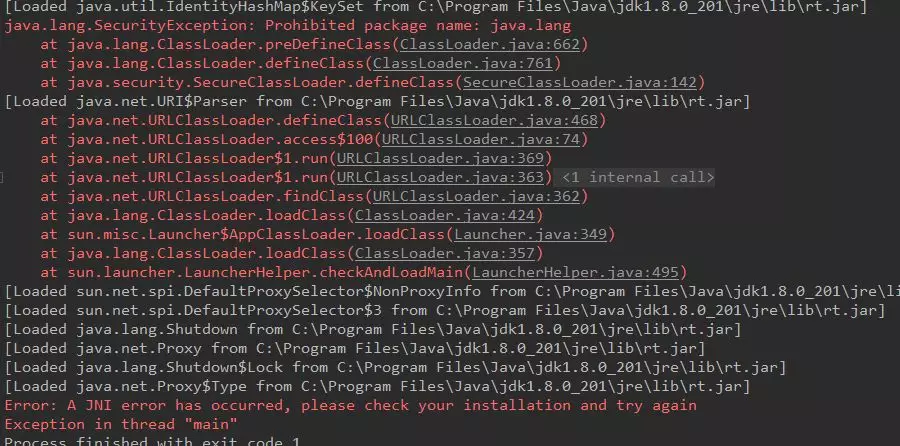 [Loaded java.util.IdentityHashMap$KeySet from C:\Program Files\Java\jdk1.8.0_201\jre\lib\rt.jar]
java.lang.SecurityException: Prohibited package name: java.lang
at java.lang.ClassLoader.preDefineClass(ClassLoader.java:662)
at java.lang.ClassLoader.defineClass(ClassLoader.java:761)
at java.security.SecureClassLoader.defineClass(SecureClassLoader.java:142)
[Loaded java.net.URI$Parser from C:\Program Files\Java\jdk1.8.0_201\jre\lib\rt.jar]
at java.net.URLClassLoader.defineClass(URLClassLoader.java:468)
at java.net.URLClassLoader.access$100(URLClassLoader.java:74)
at java.net.URLClassLoader$1.run(URLClassLoader.java:369)
at java.net.URLClassLoader$1.run(URLClassLoader.java:363) <1 internal call>
at java.net.URLClassLoader.findClass(URLClassLoader.java:362)
at java.lang.ClassLoader.loadClass(ClassLoader.java:424)
at sun.misc.Launcher$AppClassLoader.loadClass(Launcher.java:349)
at java.lang.ClassLoader.loadClass(ClassLoader.java:357)
at sun.launcher.LauncherHelper.checkAndLoadMain(LauncherHelper.java:495)
[Loaded sun.net.spi.DefaultProxySelector$NonProxyInfo from C:\Program Files\Java\jdk1.8.0_201\jre\li
[Loaded sun.net.spi.DefaultProxySelector$3 from C:\Program Files\Java\jdk1.8.0_201\jre\lib\rt.jar]
[Loaded java.lang.Shutdown from C:\Program Files\Java\jdk1.8.0_201\jre\lib\rt.jar]
[Loaded java.net.Proxy from C:\Program Files\Java\jdk1.8.0_201\jre\lib\rt.jar]
[Loaded java.lang.Shutdown$Lock from C:\Program Files\Java\jdk1.8.0_201\jre\lib\rt.jar]
[Loaded java.net.Proxy$Type from C:\Program Files\Java\jdk1.8.0_201\jre\lib\rt.jar]
Error: A JNI error has occurred, please check your installation and try again
Exception in thread "main"
Process finished with exit code 1